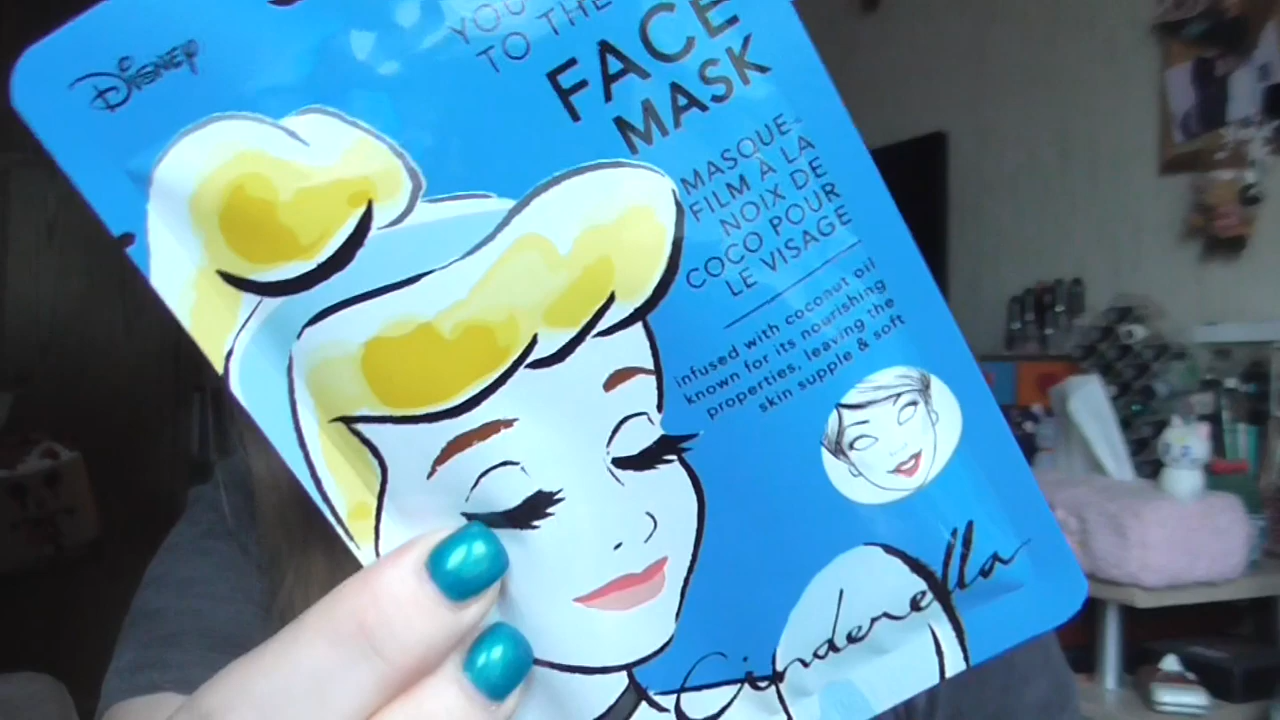 Disney
YOU
TO THE
FACE
MASK
MASQUE
FILM À LA
NOIX DE
COCO POUR
LE VISAGE
infused with coconut oil
known for its nourishing
properties, leaving the
skin supple & soft
Cinderella